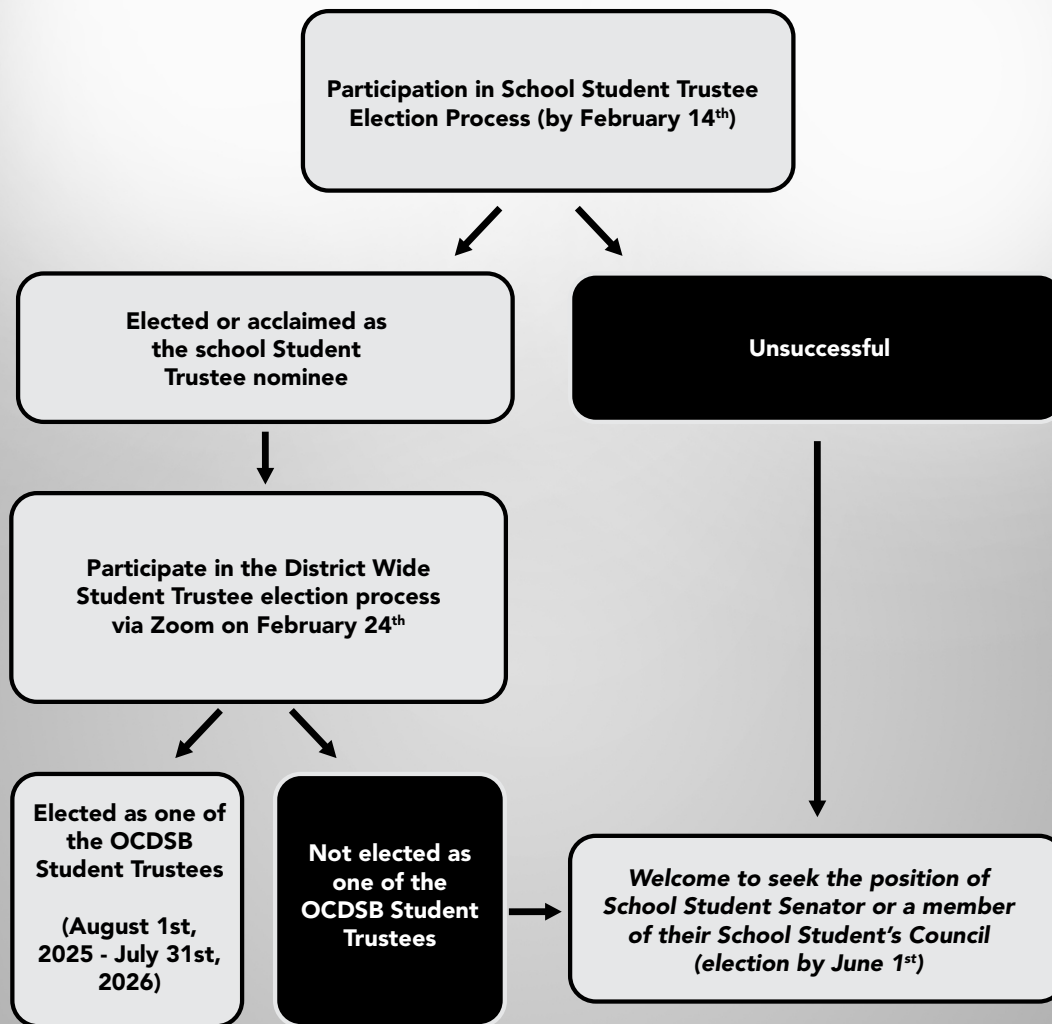 Participation in School Student Trustee
Election Process (by February 14th)
Elected or acclaimed as
the school Student
Trustee nominee
Unsuccessful
Participate in the District Wide
Student Trustee election process
via Zoom on February 24th
Elected as one of
the OCDSB
Student Trustees
(August 1st,
2025 - July 31st,
2026)
Not elected as
one of the
OCDSB Student
Trustees
Welcome to seek the position of
School Student Senator or a member
of their School Student’s Council
(election by June 1st)